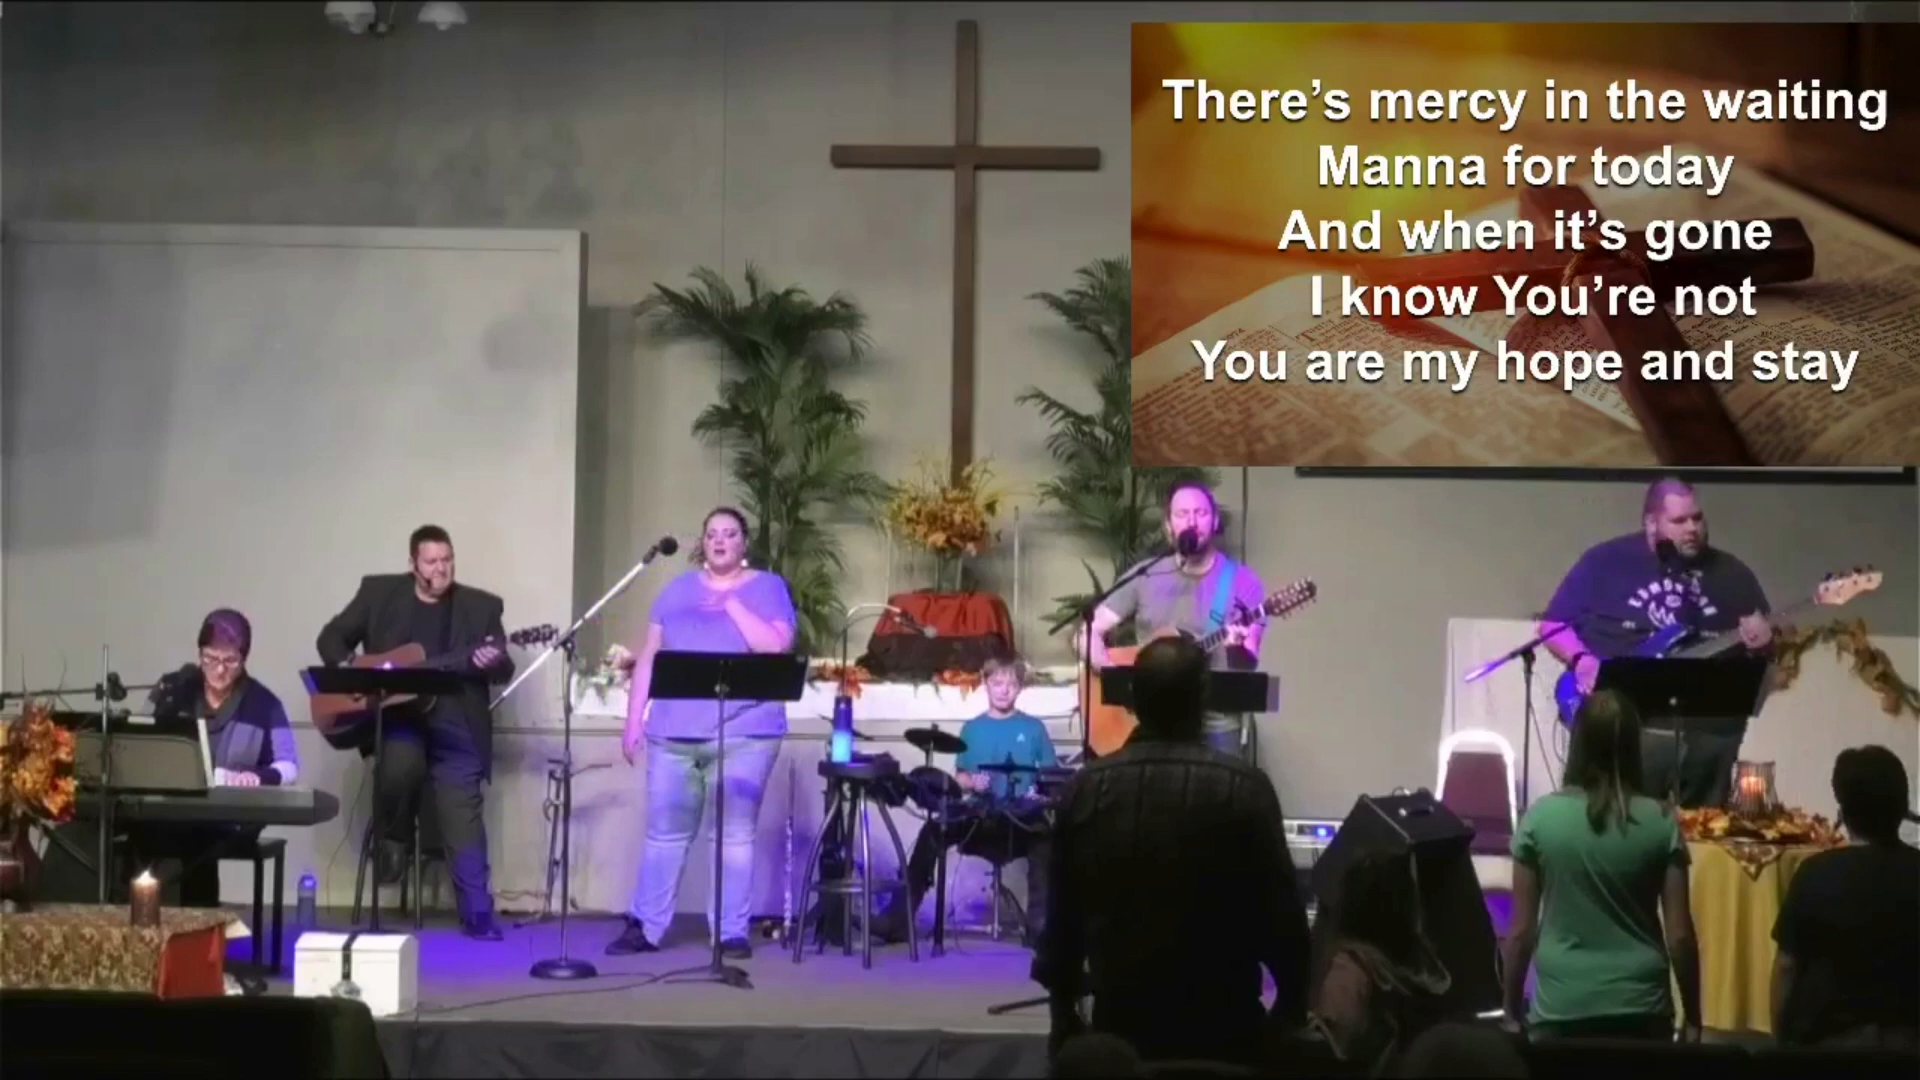 There’s mercy in the waiting
Manna for today
And when it’s gone
I know You’re not
You are my hope and stay